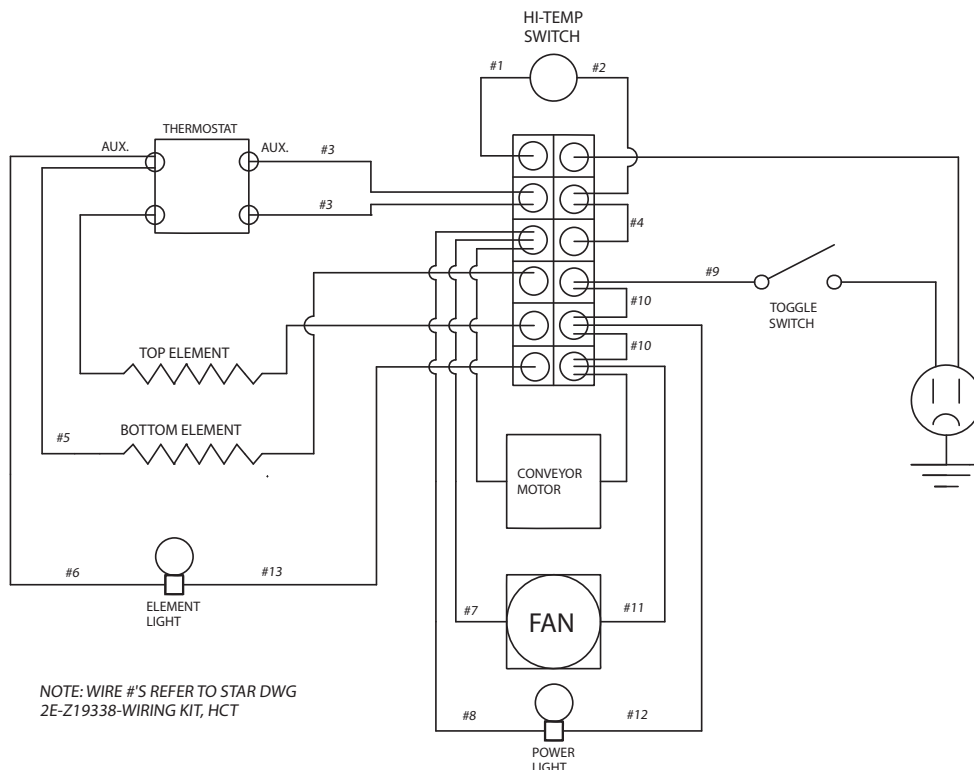 HI-TEMP
SWITCH
#1
#2
THERMOSTAT
AUX.
AUX.
#3
#3
#4
#9
#10
TOGGLE
SWITCH
#10
TOP ELEMENT
BOTTOM ELEMENT
#5
CONVEYOR
MOTOR
#6
#13
ELEMENT
LIGHT
#7
FAN
#11
NOTE: WIRE #'S REFER TO STAR DWG
2E-Z19338-WIRING KIT, HCT
#8
#12
POWER
LIGHT